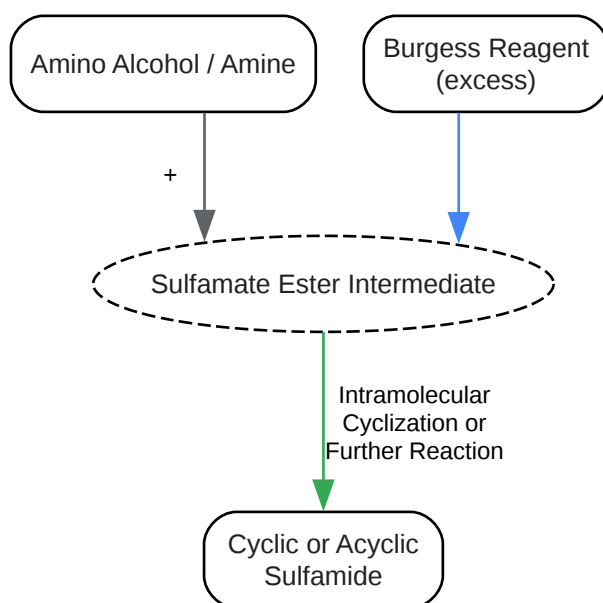 Amino Alcohol / Amine
Burgess Reagent
(excess)
+
Sulfamate Ester Intermediate
Intramolecular
Cyclization or
Further Reaction
Cyclic or Acyclic
Sulfamide